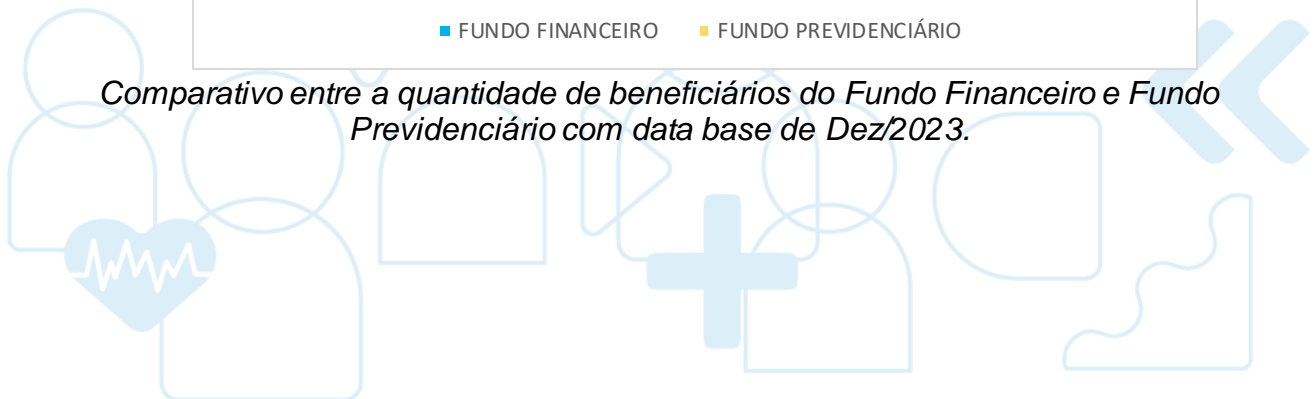 FUNDO FINANCEIRO FUNDO PREVIDENCIÁRIO
Comparativo entre a quantidade de beneficiários do Fundo Financeiro e Fundo
Previdenciário com data base de Dez/2023.